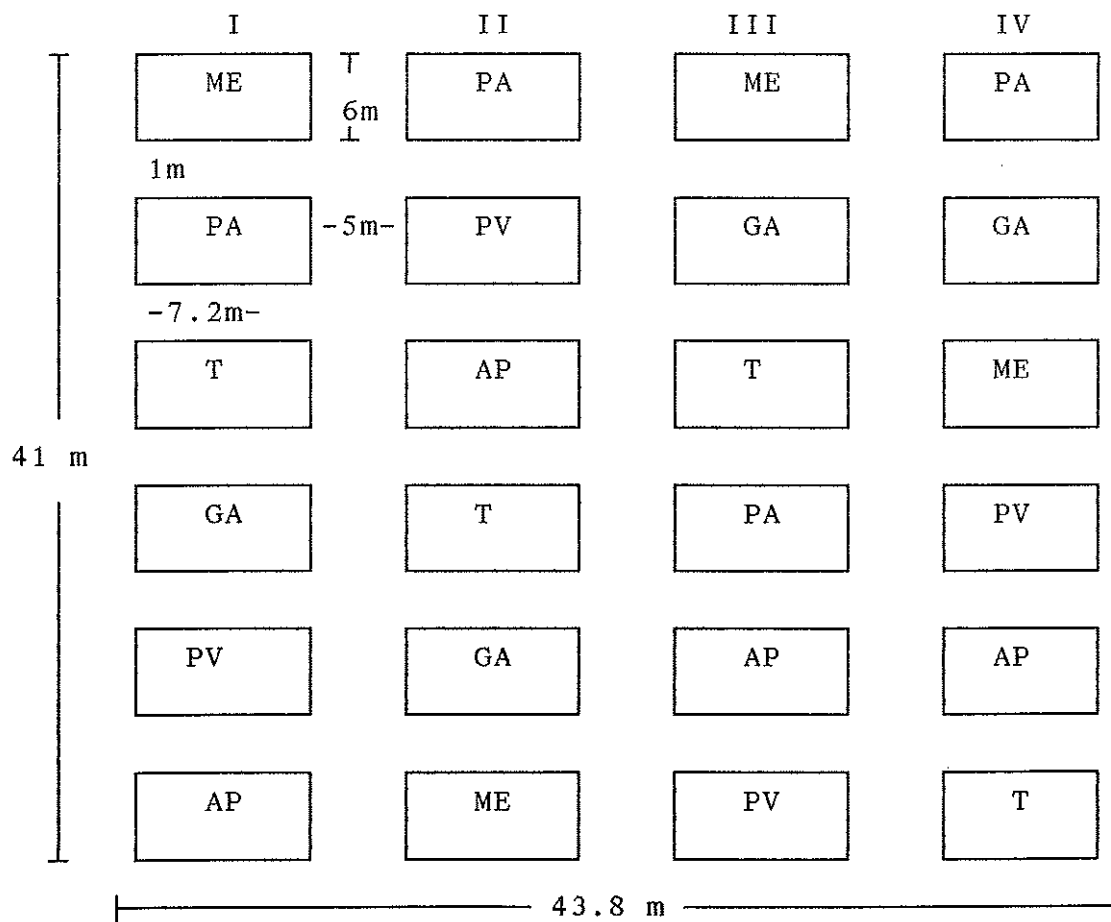 I II III IV
ME PA ME PA
6m
1m
PA -5m- PV GA GA
-7.2m-
T AP T ME
41 m
GA T PA PV
PV GA AP AP
AP ME PV T
43.8 m